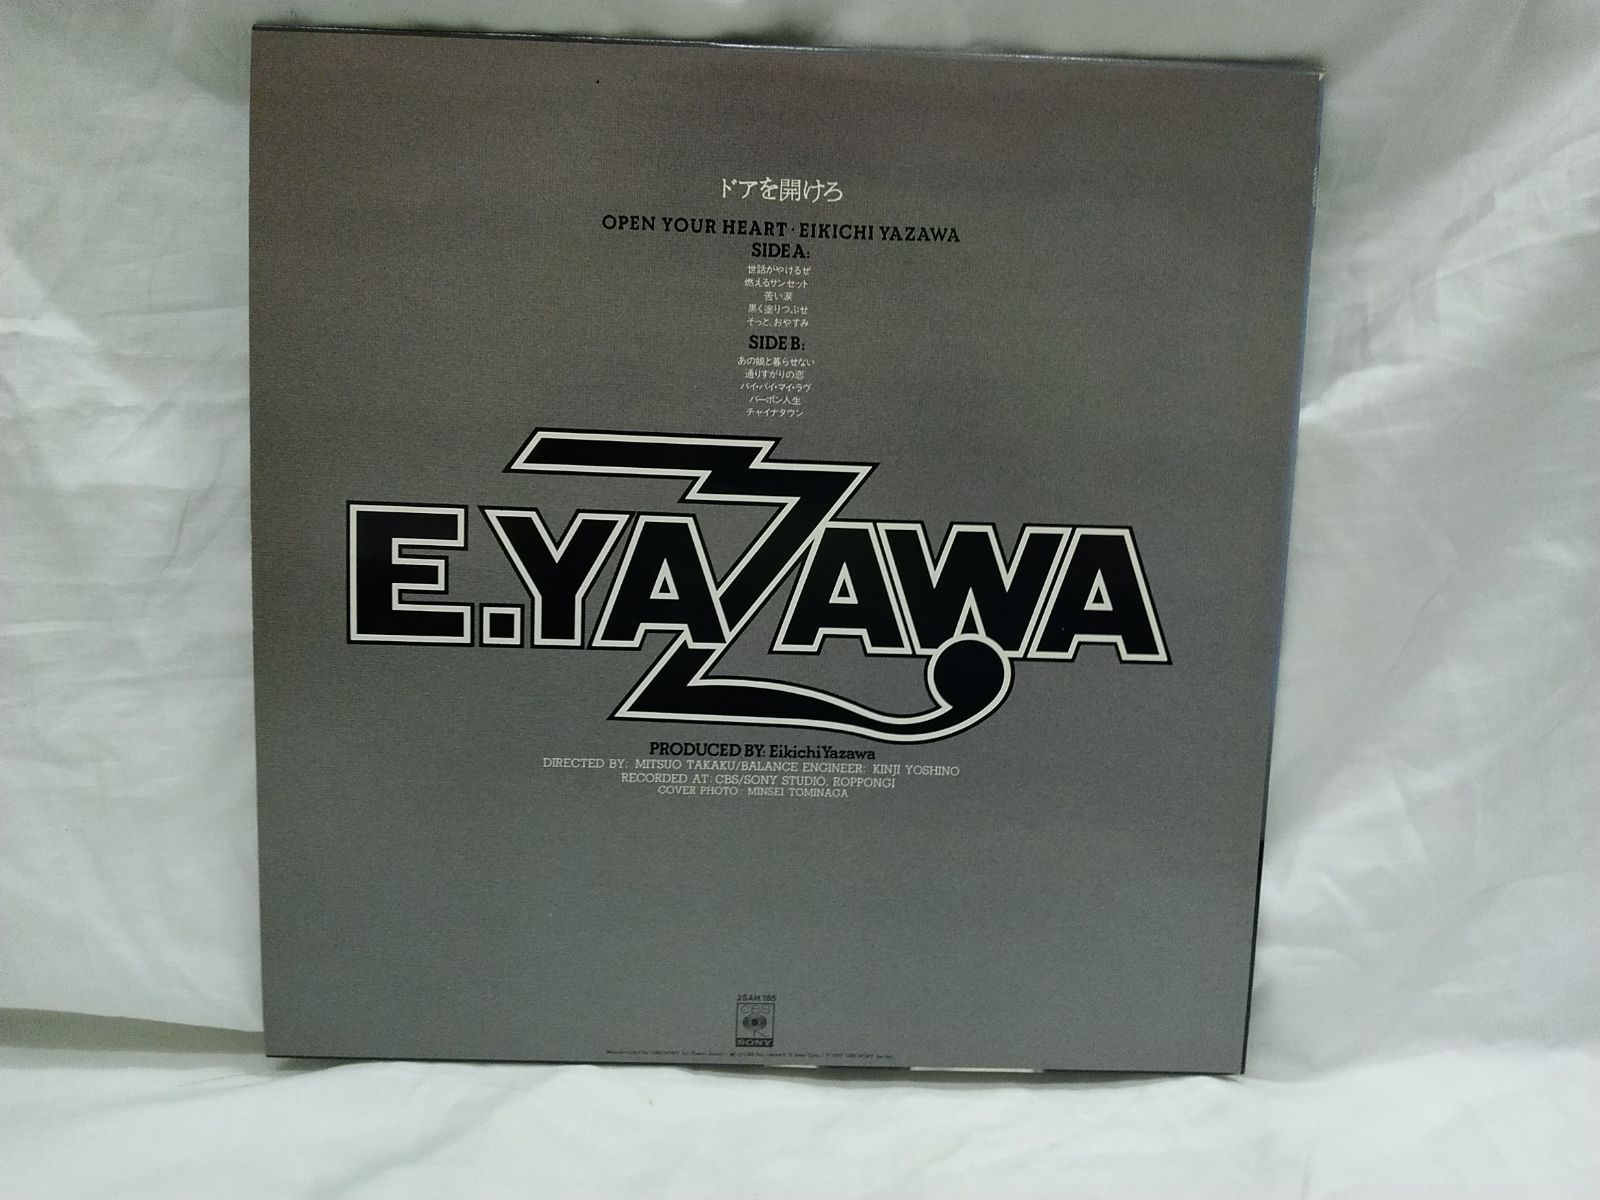 ドアを開けろ
OPEN YOUR HEART·EIKICHI YAZAWA
SIDE A:
世話がやけるぜ
燃えるサンセット
苦い涙
黒く塗りつぶせ
そっと、おやすみ
SIDE B:
あの娘と暮らせない
通りすがりの恋
バイ・バイ・マイ・ラヴ
バーボン人生
チャイナタウン
E.YAZAWA
PRODUCED BY: Eikichi Yazawa
DIRECTED BY: MITSUO TAKAKU/BALANCE ENGINEER: KINJI YOSHINO
RECORDED AT: CBS/SONY STUDIO, ROPPONGI
COVER PHOTO: MINSEI TOMINAGA
25AH 185
CBS
SONY